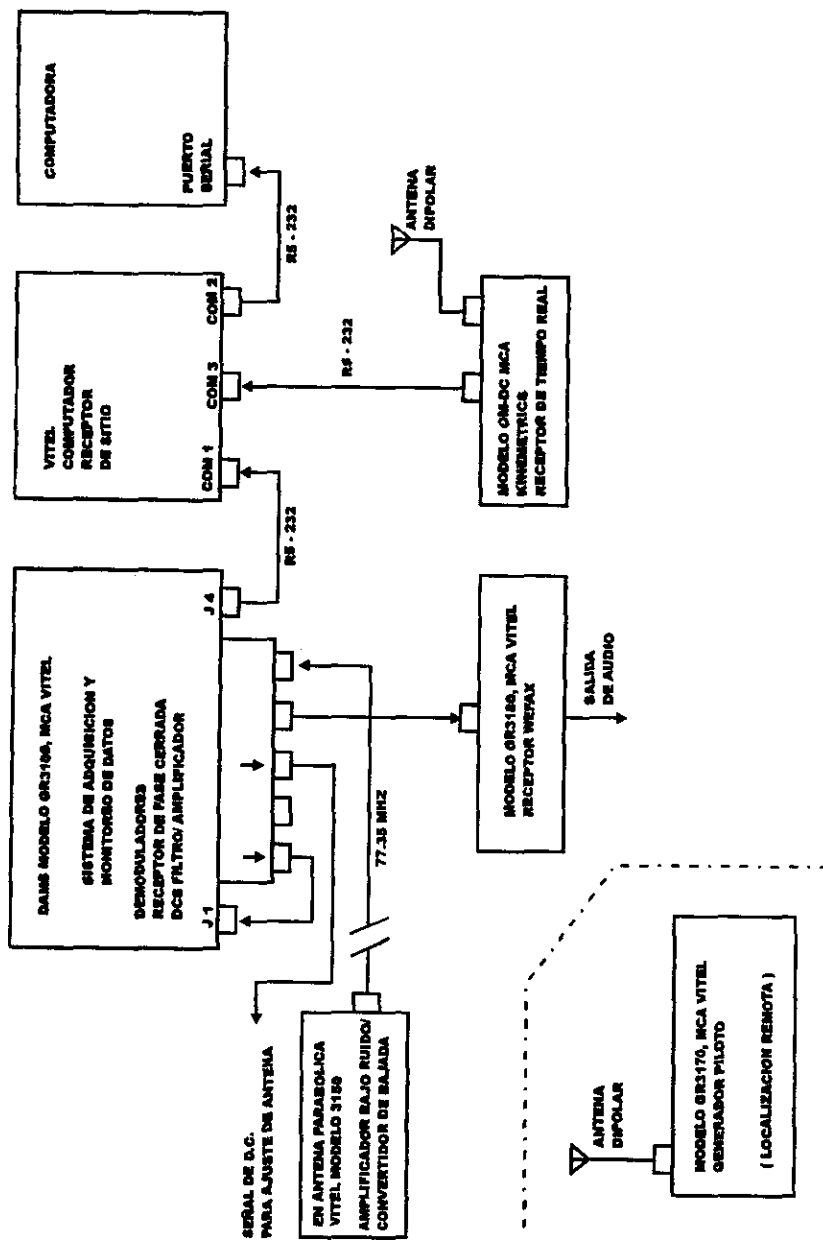 DAMS MODELO GR3180, MCA VITEL
SISTEMA DE ADQUISICION Y
MONITOREO DE DATOS
DEMODULADORES
RECEPTOR DE FASE CERRADA
DCS FILTRO/ AMPLIFICADOR
J 1
J 4
VITEL
COMPUTADOR
RECEPTOR
DE SITIO
COM 1
COM 3
COM 2
COMPUTADORA
PUERTO
SERIAL
RS - 232
RS - 232
RS - 232
ANTENA
DIPOLAR
SEÑAL DE D.C.
PARA AJUSTE DE ANTENA
EN ANTENA PARABOLICA
VITEL MODELO 3150
AMPLIFICADOR BAJO RUIDO/
CONVERTIDOR DE BAJADA
77.35 MHZ
MODELO GR3180, MCA VITEL
RECEPTOR WEFAX
SALIDA
DE AUDIO
MODELO OM-DC MCA
KINEMETRICS
RECEPTOR DE TIEMPO REAL
ANTENA
DIPOLAR
MODELO GR3170, MCA VITEL
GENERADOR PILOTO
( LOCALIZACION REMOTA )